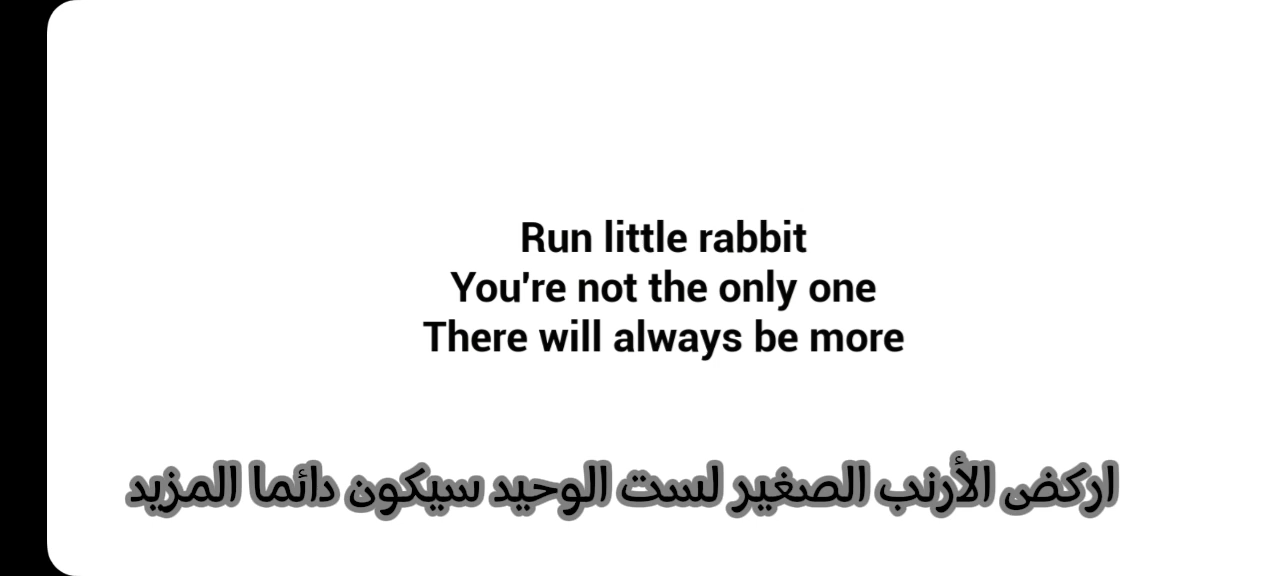 Run little rabbit
You're not the only one
There will always be more
اركض الأرنب الصغير لست الوحيد سيكون دائما المزيد